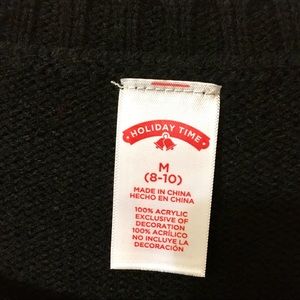 HOLIDAY TIME
M
(8-10)
MADE IN CHINA
HECHO EN CHINA
100% ACRYLIC
EXCLUSIVE OF
DECORATION
100% ACRÍLICO
NO INCLUYE LA
DECORACIÓN